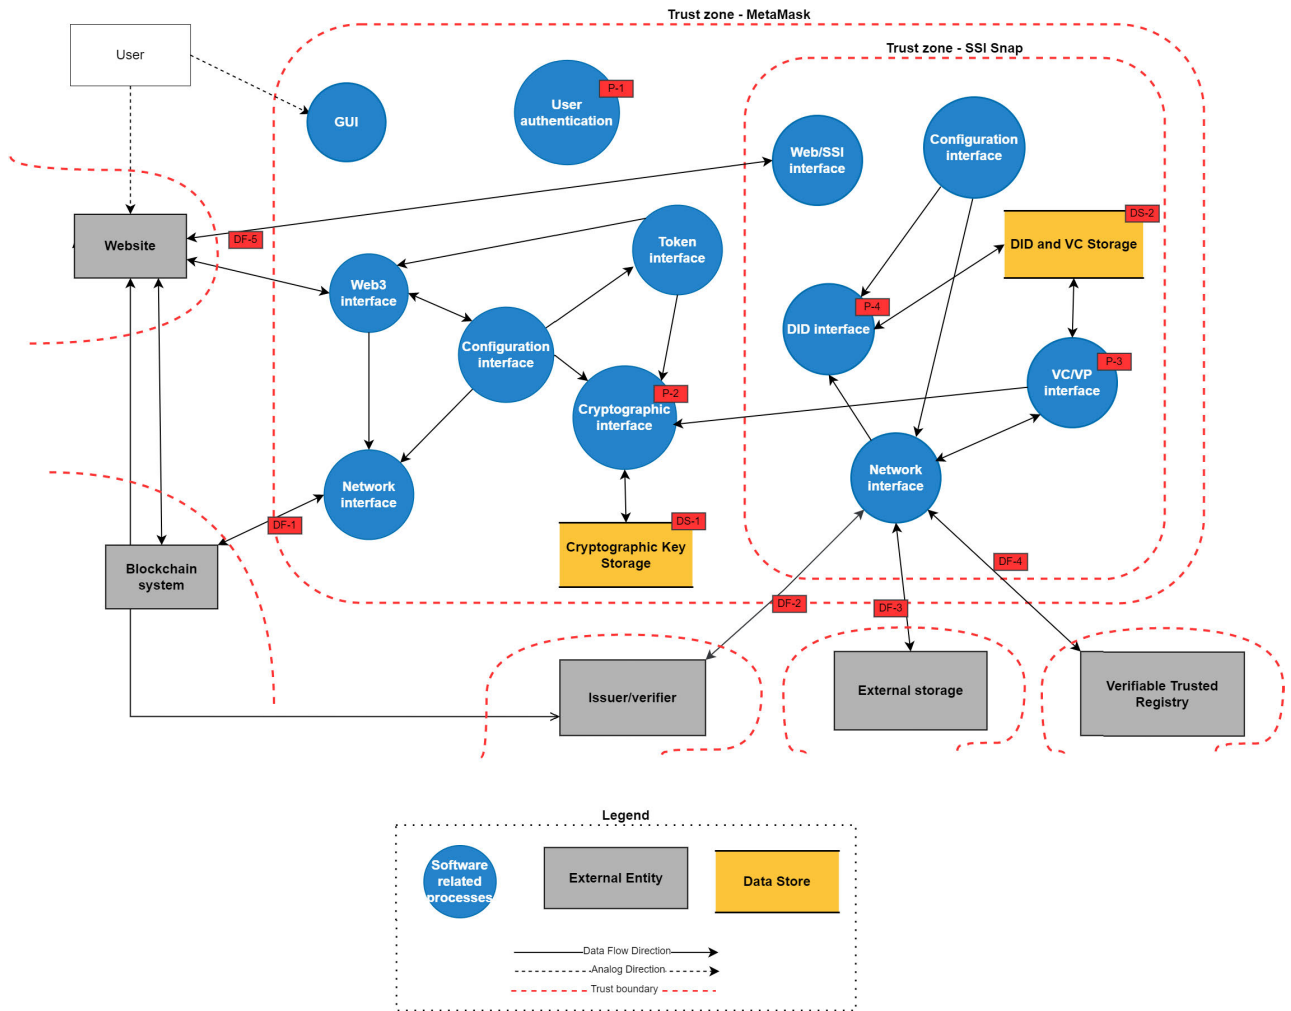 Trust zone - MetaMask
Trust zone - SSI Snap
User
GUI
User
authentication
P-1
Web/SSI
interface
Configuration
interface
DS-2
DID and VC Storage
Website
DF-5
Token
interface
Web3
interface
Configuration
interface
P-4
DID interface
P-3
VC/VP
interface
P-2
Cryptographic
interface
Network
interface
Network
interface
DF-1
DS-1
Cryptographic Key
Storage
Blockchain
system
DF-4
DF-2
DF-3
Issuer/verifier
External storage
Verifiable Trusted
Registry
Legend
Software
related
processes
External Entity
Data Store
Data Flow Direction
Analog Direction
Trust boundary